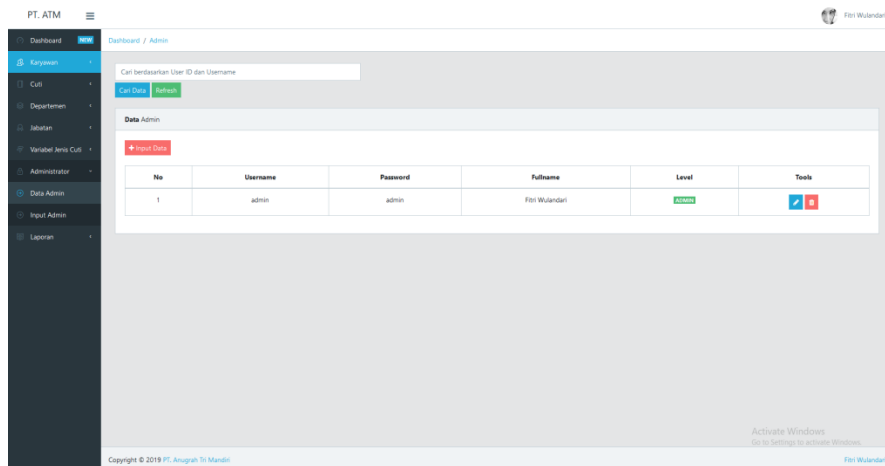 PT. ATM
Fitri Wulandari
Dashboard NEW
Dashboard / Admin
Karyawan
Cuti
Departemen
Jabatan
Variabel Jenis Cuti
Administrator
Data Admin
Input Admin
Laporan
Cari berdasarkan User ID dan Username
Cari Data Refresh
Data Admin
+ Input Data
No Username Password Fullname Level Tools
1 admin admin Fitri Wulandari ADMIN
Activate Windows
Go to Settings to activate Windows.
Copyright © 2019 PT. Anugrah Tri Mandiri
Fitri Wulandari